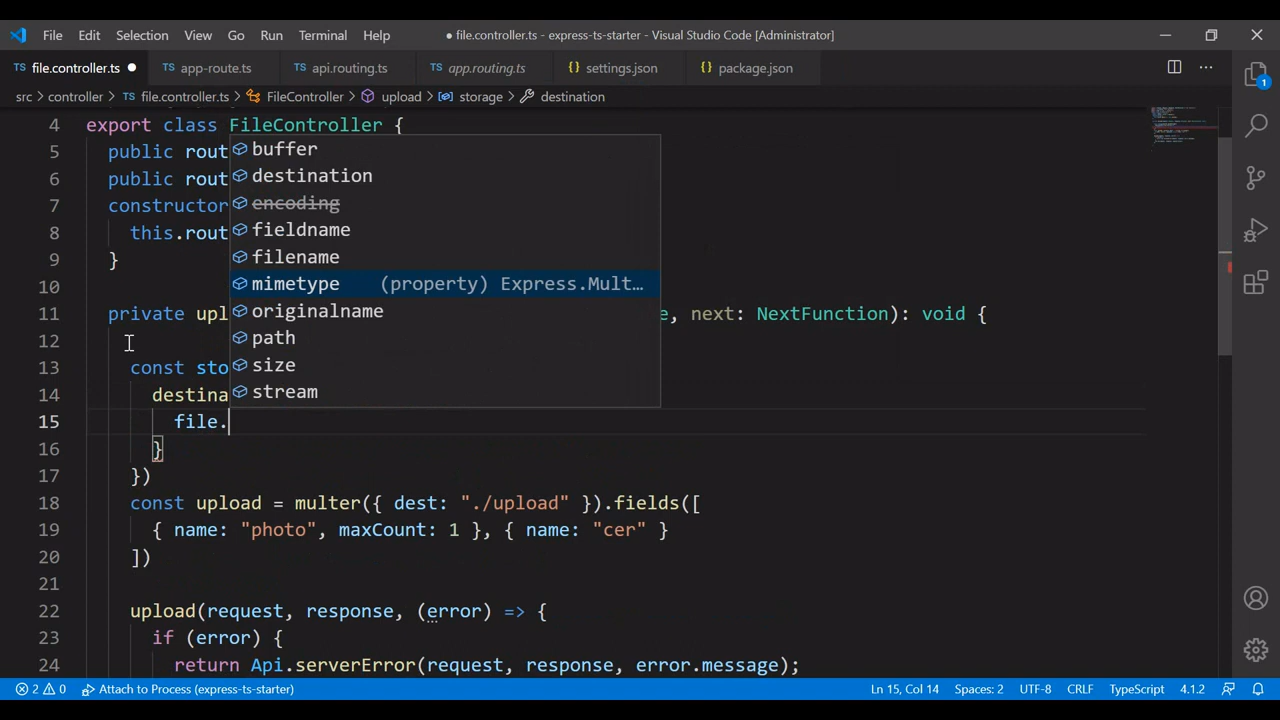 File Edit Selection View Go Run Terminal Help ● file.controller.ts - express-ts-starter - Visual Studio Code [Administrator]
TS file.controller.ts ● TS app-route.ts TS api.routing.ts TS app.routing.ts {} settings.json {} package.json
src > controller > TS file.controller.ts > FileController > upload > storage > destination
1
4 export class FileController {
5 public rout
6 public rout
7 constructor
8 this.rout
9 }
10
11 private upl e, next: NextFunction): void {
12
13 const sto
14 destina
15 file.
16 }
17 })
18 const upload = multer({ dest: "./upload" }).fields([
19 { name: "photo", maxCount: 1 }, { name: "cer" }
20 ])
21
22 upload(request, response, (error) => {
23 if (error) {
24 return Api.serverError(request, response, error.message);
buffer
destination
encoding
fieldname
filename
mimetype (property) Express.Mult…
originalname
path
size
stream
2 0 Attach to Process (express-ts-starter) Ln 15, Col 14 Spaces: 2 UTF-8 CRLF TypeScript 4.1.2